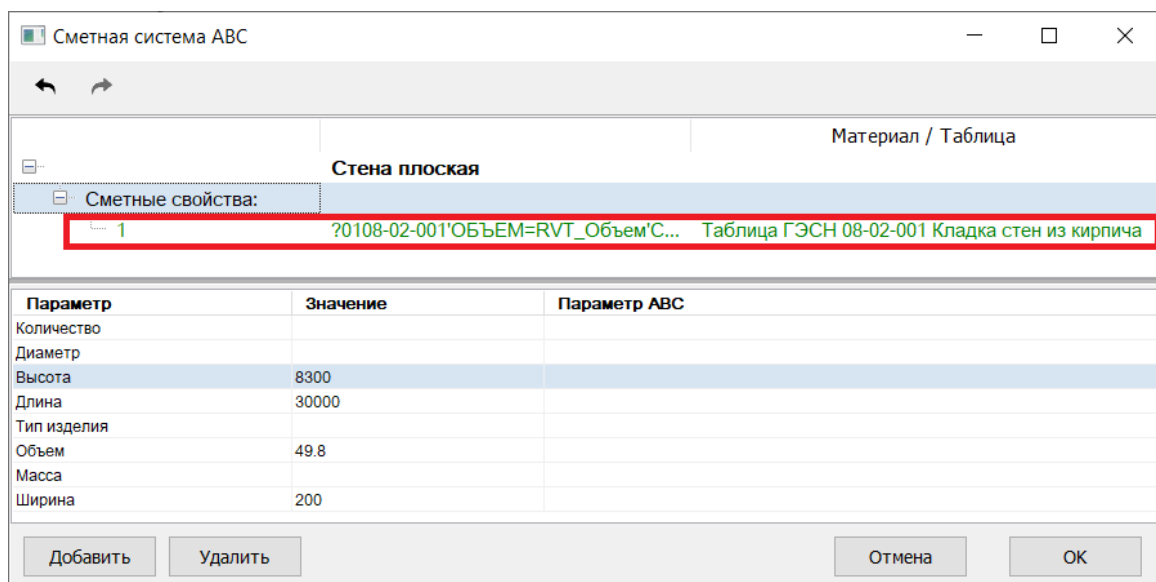 Сметная система ABC
Материал / Таблица
Стена плоская
Сметные свойства:
1 ?0108-02-001'ОБЪЕМ=RVT_Объем'С... Таблица ГЭСН 08-02-001 Кладка стен из кирпича
Параметр Значение Параметр АВС
Количество
Диаметр
Высота 8300
Длина 30000
Тип изделия
Объем 49.8
Масса
Ширина 200
Добавить Удалить Отмена OK